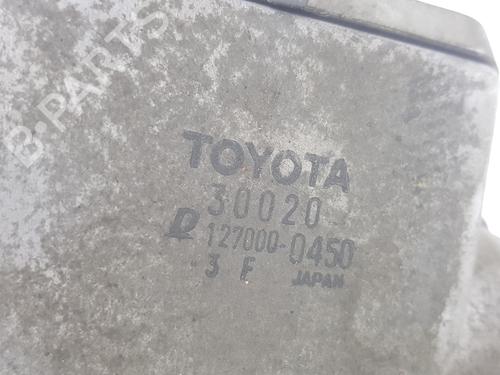 B-PARTS
TOYOTA
30020
D 127000-0450
3 F JAPAN